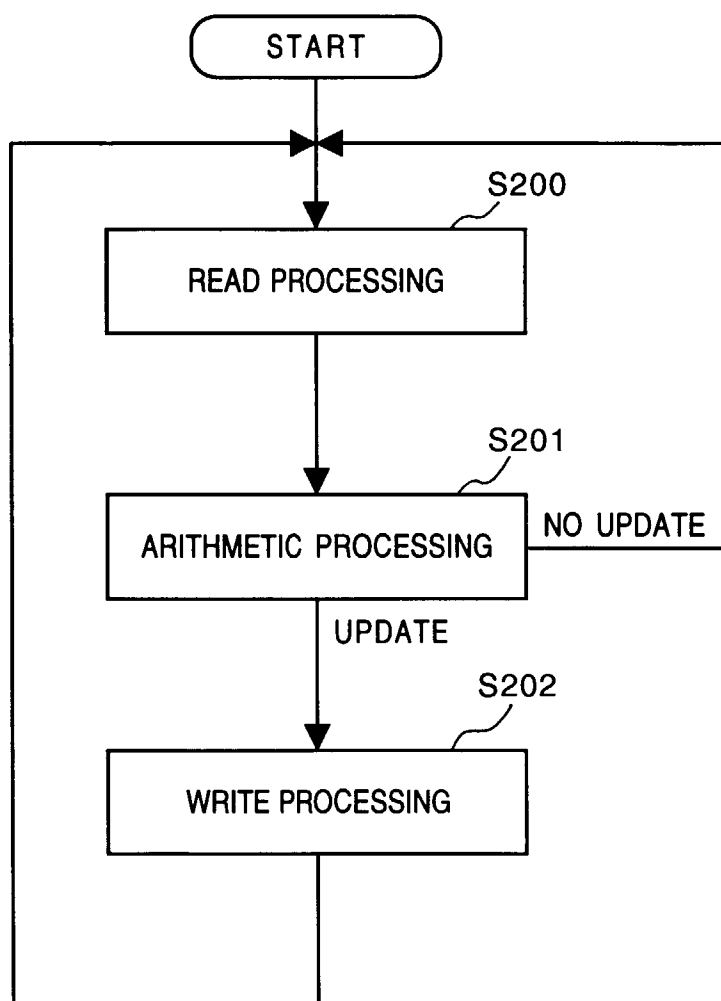 START
S200
READ PROCESSING
S201
ARITHMETIC PROCESSING
NO UPDATE
UPDATE
S202
WRITE PROCESSING